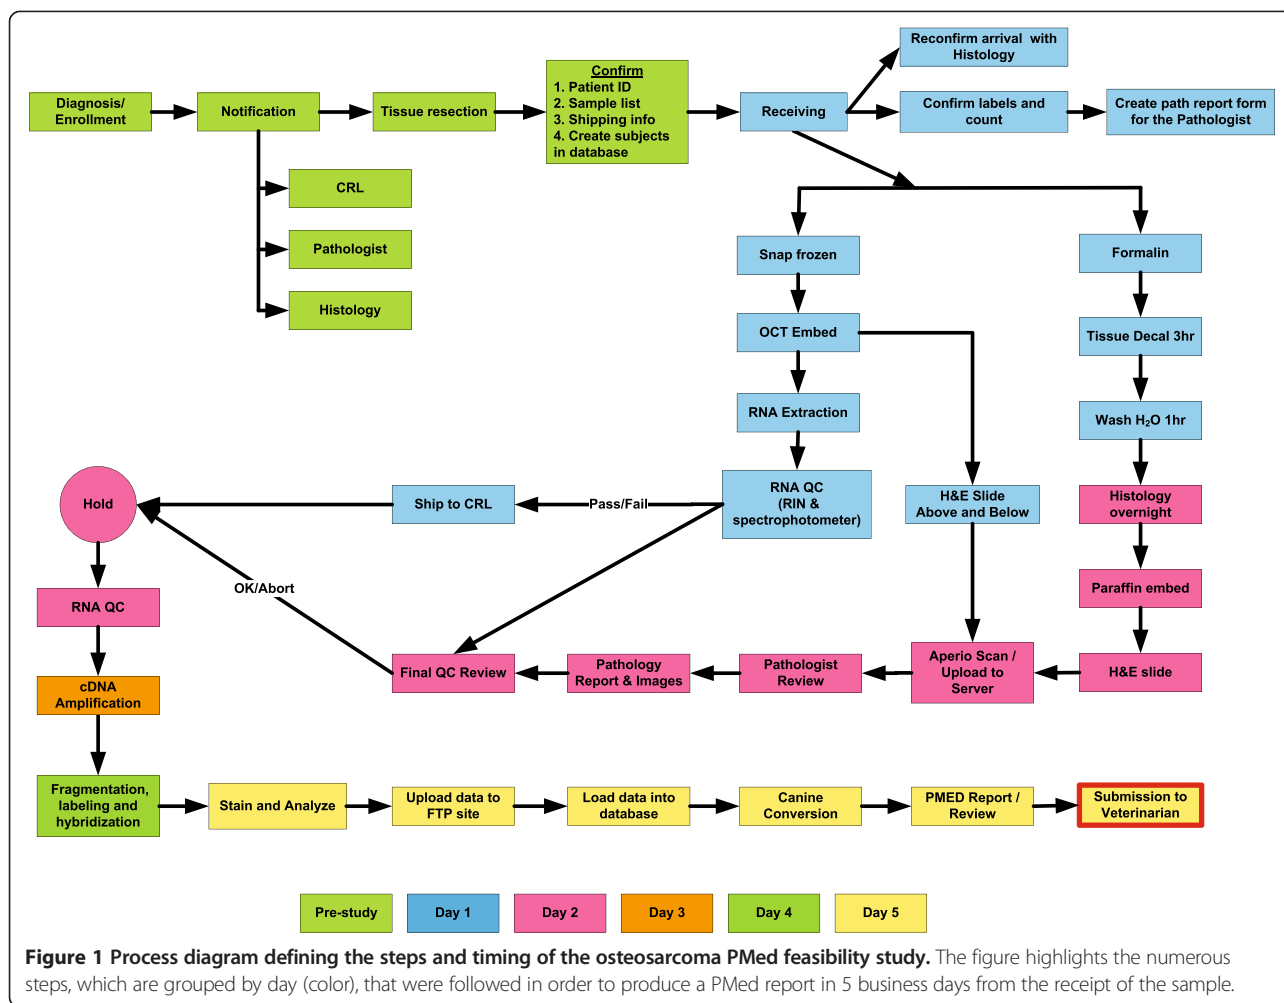 Reconfirm arrival with
Histology
Diagnosis/
Enrollment
Notification
Tissue resection
Confirm
1. Patient ID
2. Sample list
3. Shipping info
4. Create subjects
in database
Receiving
Confirm labels and
count
Create path report form
for the Pathologist
CRL
Pathologist
Histology
Snap frozen
Formalin
OCT Embed
Tissue Decal 3hr
RNA Extraction
Wash H₂O 1hr
Hold
Ship to CRL
Pass/Fail
RNA QC
(RIN &
spectrophotometer)
H&E Slide
Above and Below
Histology
overnight
OK/Abort
RNA QC
Paraffin embed
Final QC Review
Pathology
Report & Images
Pathologist
Review
Aperio Scan /
Upload to
Server
H&E slide
cDNA
Amplification
Fragmentation,
labeling and
hybridization
Stain and Analyze
Upload data to
FTP site
Load data into
database
Canine
Conversion
PMED Report /
Review
Submission to
Veterinarian
Pre-study
Day 1
Day 2
Day 3
Day 4
Day 5
Figure 1 Process diagram defining the steps and timing of the osteosarcoma PMed feasibility study. The figure highlights the numerous
steps, which are grouped by day (color), that were followed in order to produce a PMed report in 5 business days from the receipt of the sample.